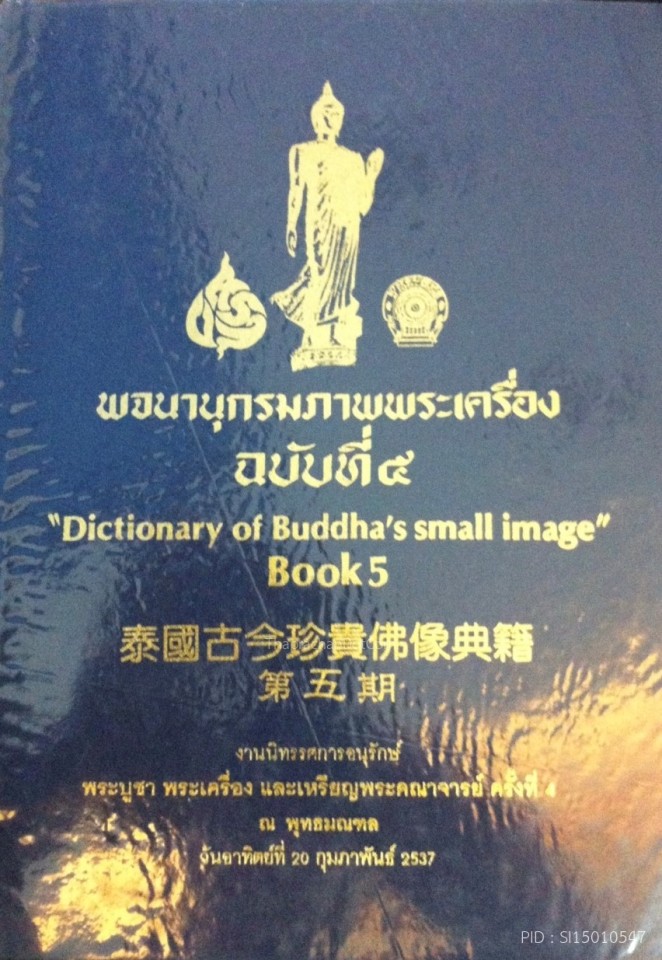 พจนานุกรมภาพพระเครื่อง
ฉบับที่ ๕
"Dictionary of Buddha's small image"
Book 5
泰國古今珍貴佛像典籍
第五期
งานนิทรรศการอนุรักษ์
พระบูชา พระเครื่อง และเหรียญพระคณาจารย์ ครั้งที่ 4
ณ พุทธมณฑล
วันอาทิตย์ที่ 20 กุมภาพันธ์ 2537
PID : SI15010547